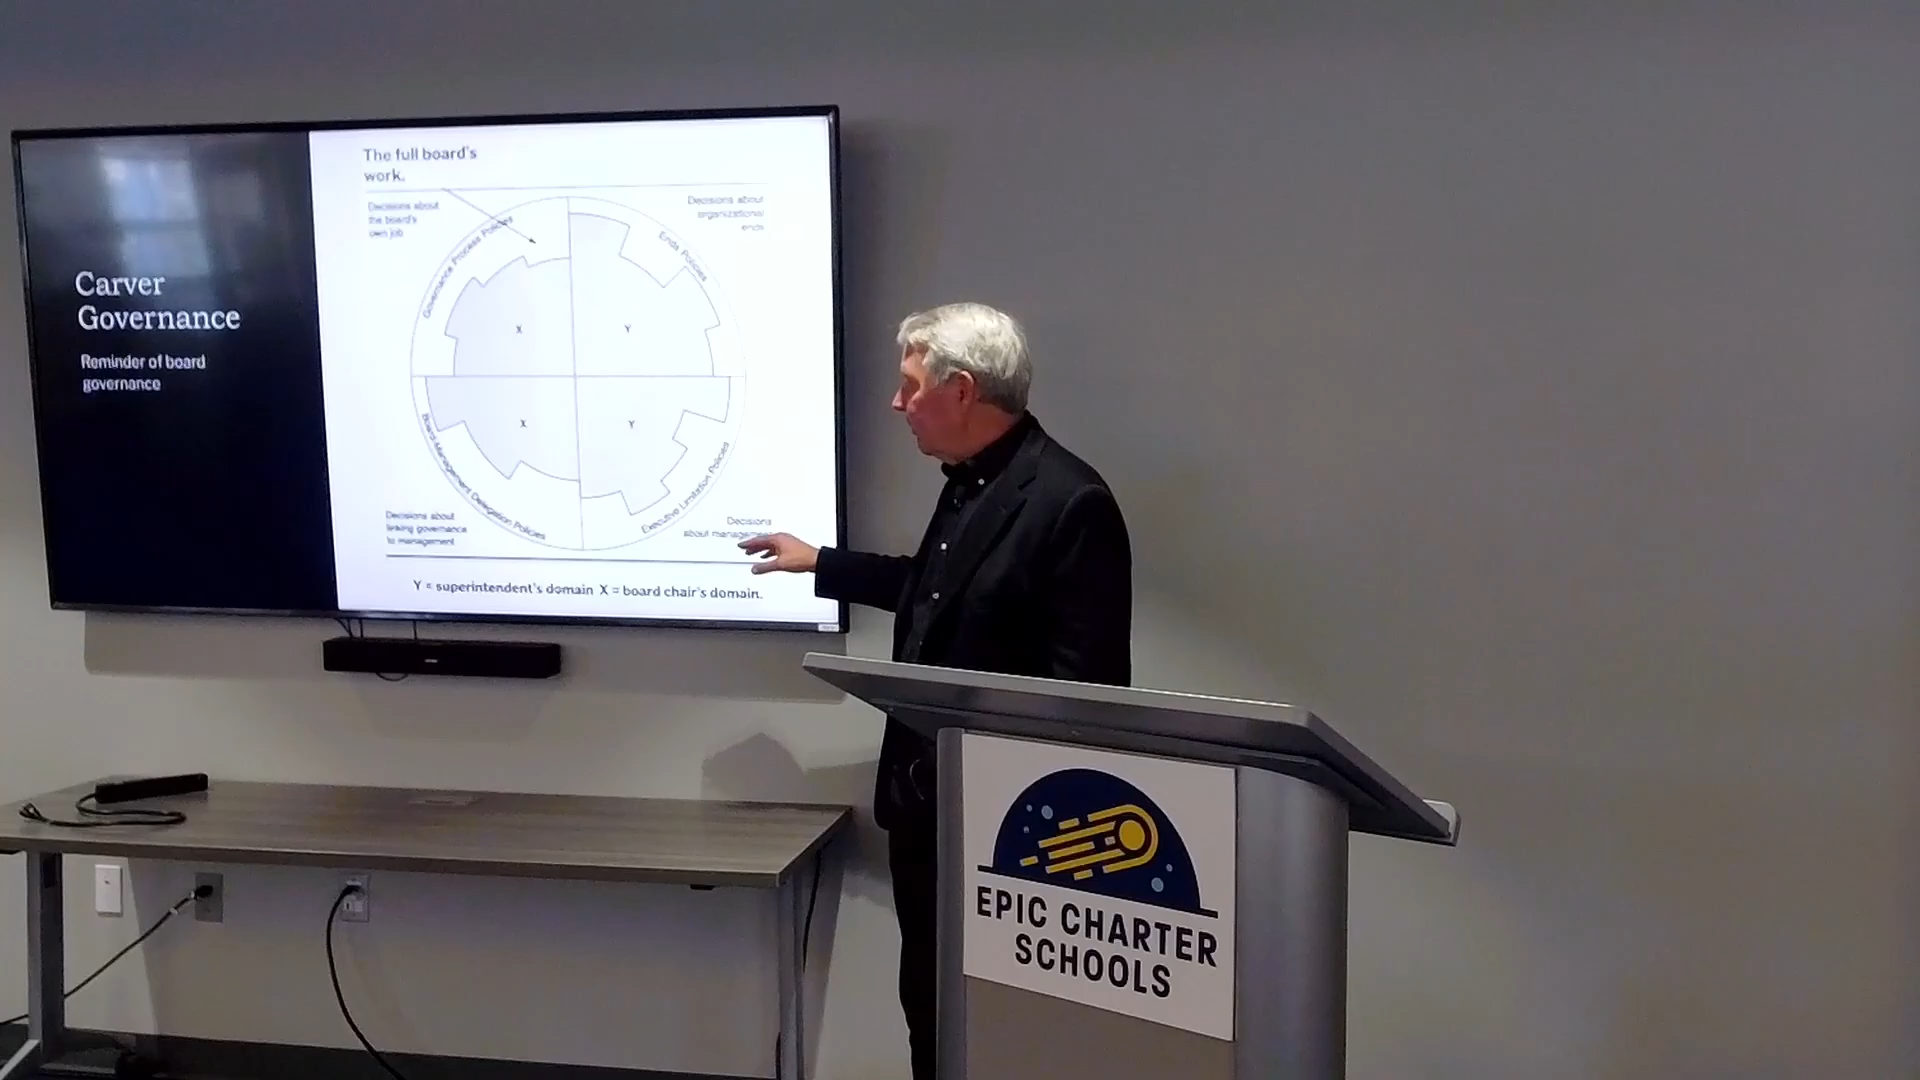 Carver
Governance
Reminder of board
governance
The full board's
work.
Decisions about
the board's
own job
Decisions about
organizational
ends
Governance Process Policies
Ends Policies
X
Y
X
Y
Board-Management Delegation Policies
Executive Limitation Policies
Decisions about
linking governance
to management
Decisions
about management
Y = superintendent's domain X = board chair's domain.
EPIC CHARTER
SCHOOLS